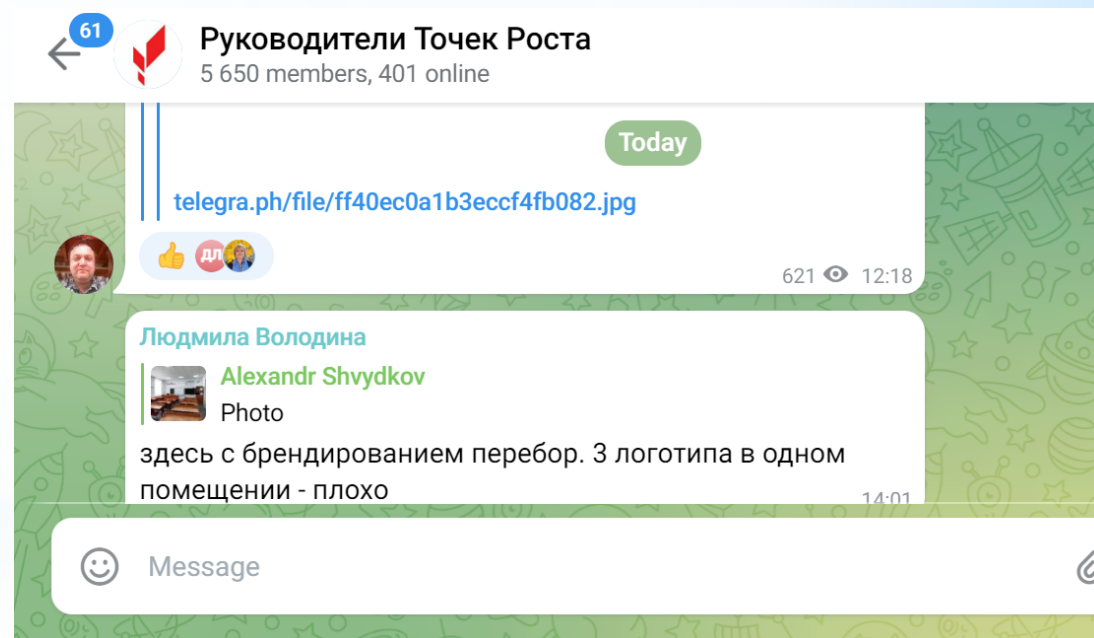 61
Руководители Точек Роста
5 650 members, 401 online
Today
telegra.ph/file/ff40ec0a1b3eccf4fb082.jpg
ДЛ
621 12:18
Людмила Володина
Alexandr Shvydkov
Photo
здесь с брендированием перебор. 3 логотипа в одном
помещении - плохо
14:01
Message